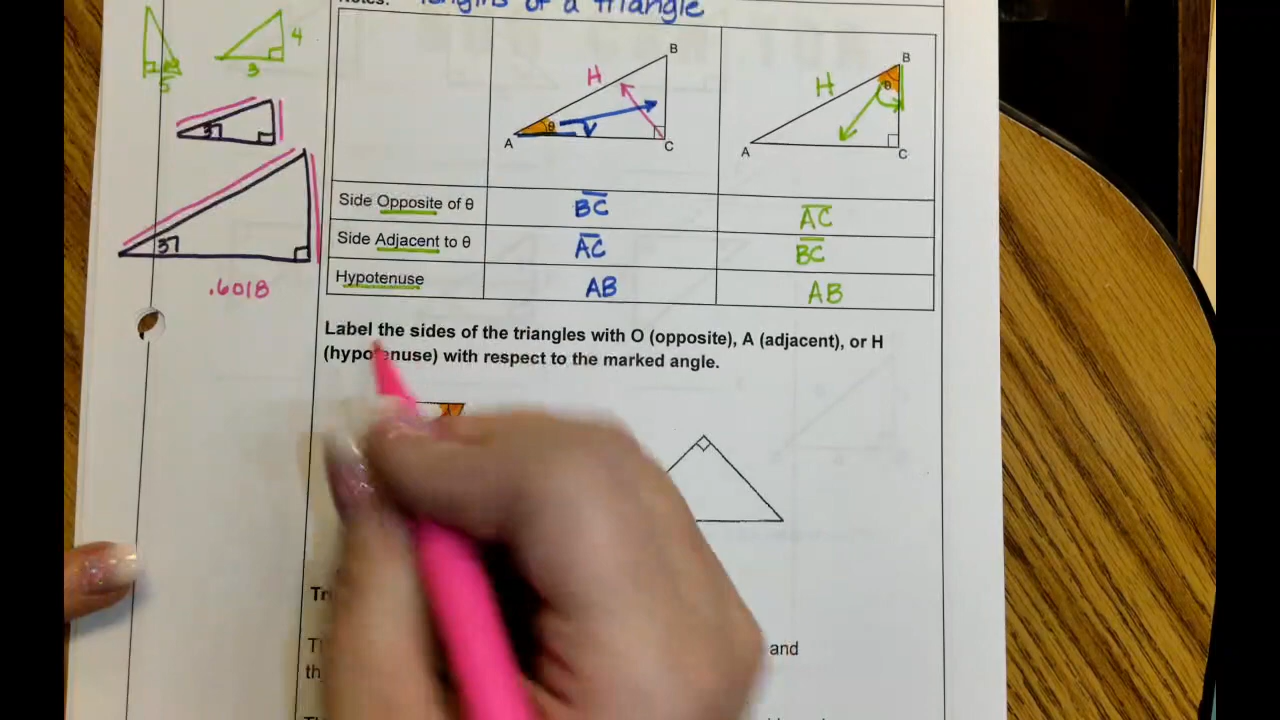 lengths of a triangle
4
3
5
37
37
.6018
B
H
θ
A
C
B
H
θ
A
C
Side Opposite of θ BC AC
Side Adjacent to θ AC BC
Hypotenuse AB AB
Label the sides of the triangles with O (opposite), A (adjacent), or H
(hypotenuse) with respect to the marked angle.
and